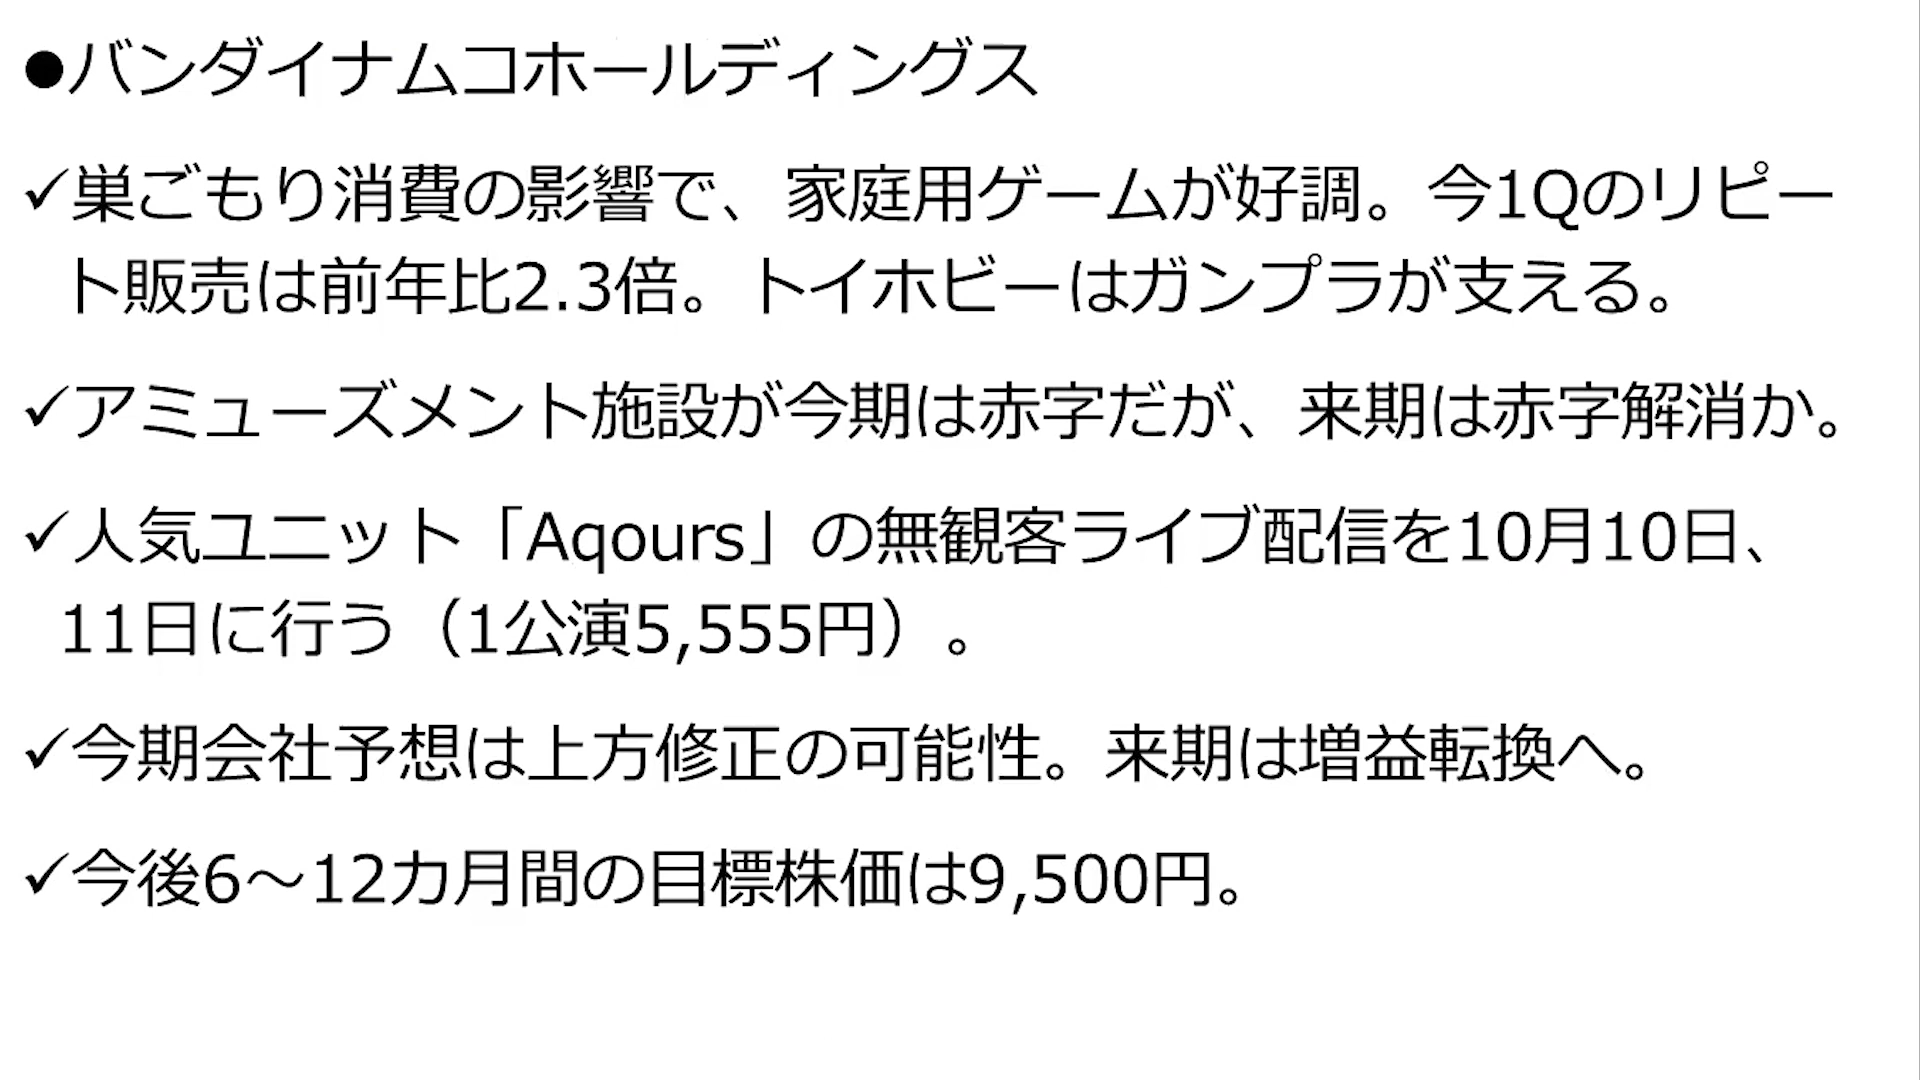 ●バンダイナムコホールディングス
✓巣ごもり消費の影響で、家庭用ゲームが好調。今1Qのリピー
ト販売は前年比2.3倍。トイホビーはガンプラが支える。
✓アミューズメント施設が今期は赤字だが、来期は赤字解消か。
✓人気ユニット「Aqours」の無観客ライブ配信を10月10日、
11日に行う（1公演5,555円）。
✓今期会社予想は上方修正の可能性。来期は増益転換へ。
✓今後6～12カ月間の目標株価は9,500円。